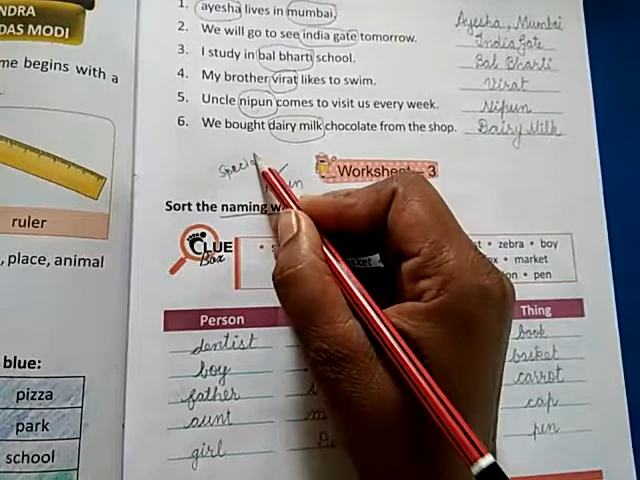 NDRA
DAS MODI
me begins with a
ruler
, place, animal
blue:
pizza
park
school
1. ayesha lives in mumbai. Ayesha, Mumbai
2. We will go to see india gate tomorrow. India Gate
3. I study in bal bharti school. Bal Bharti
4. My brother virat likes to swim. Virat
5. Uncle nipun comes to visit us every week. Nipun
6. We bought dairy milk chocolate from the shop. Dairy Milk
Special
Worksheet - 3
Sort the naming w
CLUE Box
• zebra • boy
• market
• pen
Person Thing
dentist book
boy basket
father carrot
aunt cap
girl pen